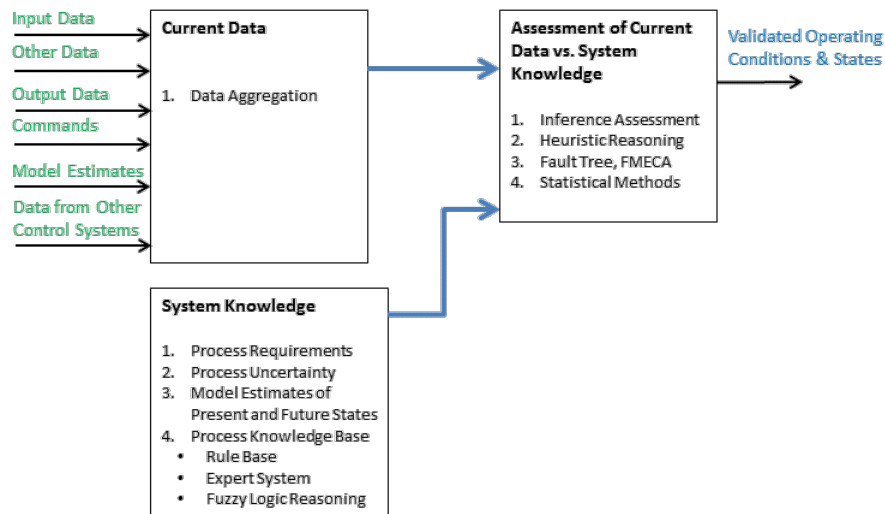 Input Data
Other Data
Output Data
Commands
Model Estimates
Data from Other
Control Systems
Current Data
1. Data Aggregation
System Knowledge
1. Process Requirements
2. Process Uncertainty
3. Model Estimates of
Present and Future States
4. Process Knowledge Base
• Rule Base
• Expert System
• Fuzzy Logic Reasoning
Assessment of Current
Data vs. System
Knowledge
1. Inference Assessment
2. Heuristic Reasoning
3. Fault Tree, FMECA
4. Statistical Methods
Validated Operating
Conditions & States